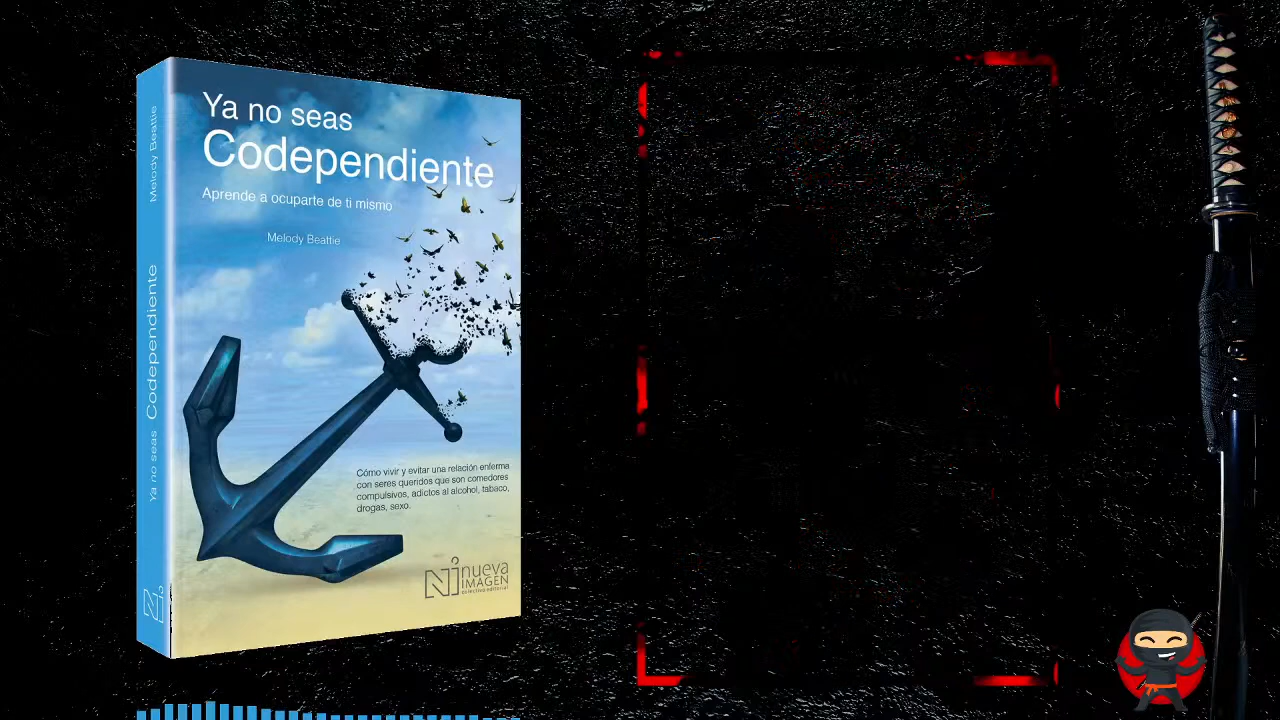 Ya no seas
Codependiente
Aprende a ocuparte de ti mismo
Melody Beattie
Cómo vivir y evitar una relación enferma
con seres queridos que son comedores
compulsivos, adictos al alcohol, tabaco,
drogas, sexo.
nueva
IMAGEN
colectivo editorial
Ya no seas Codependiente Melody Beattie